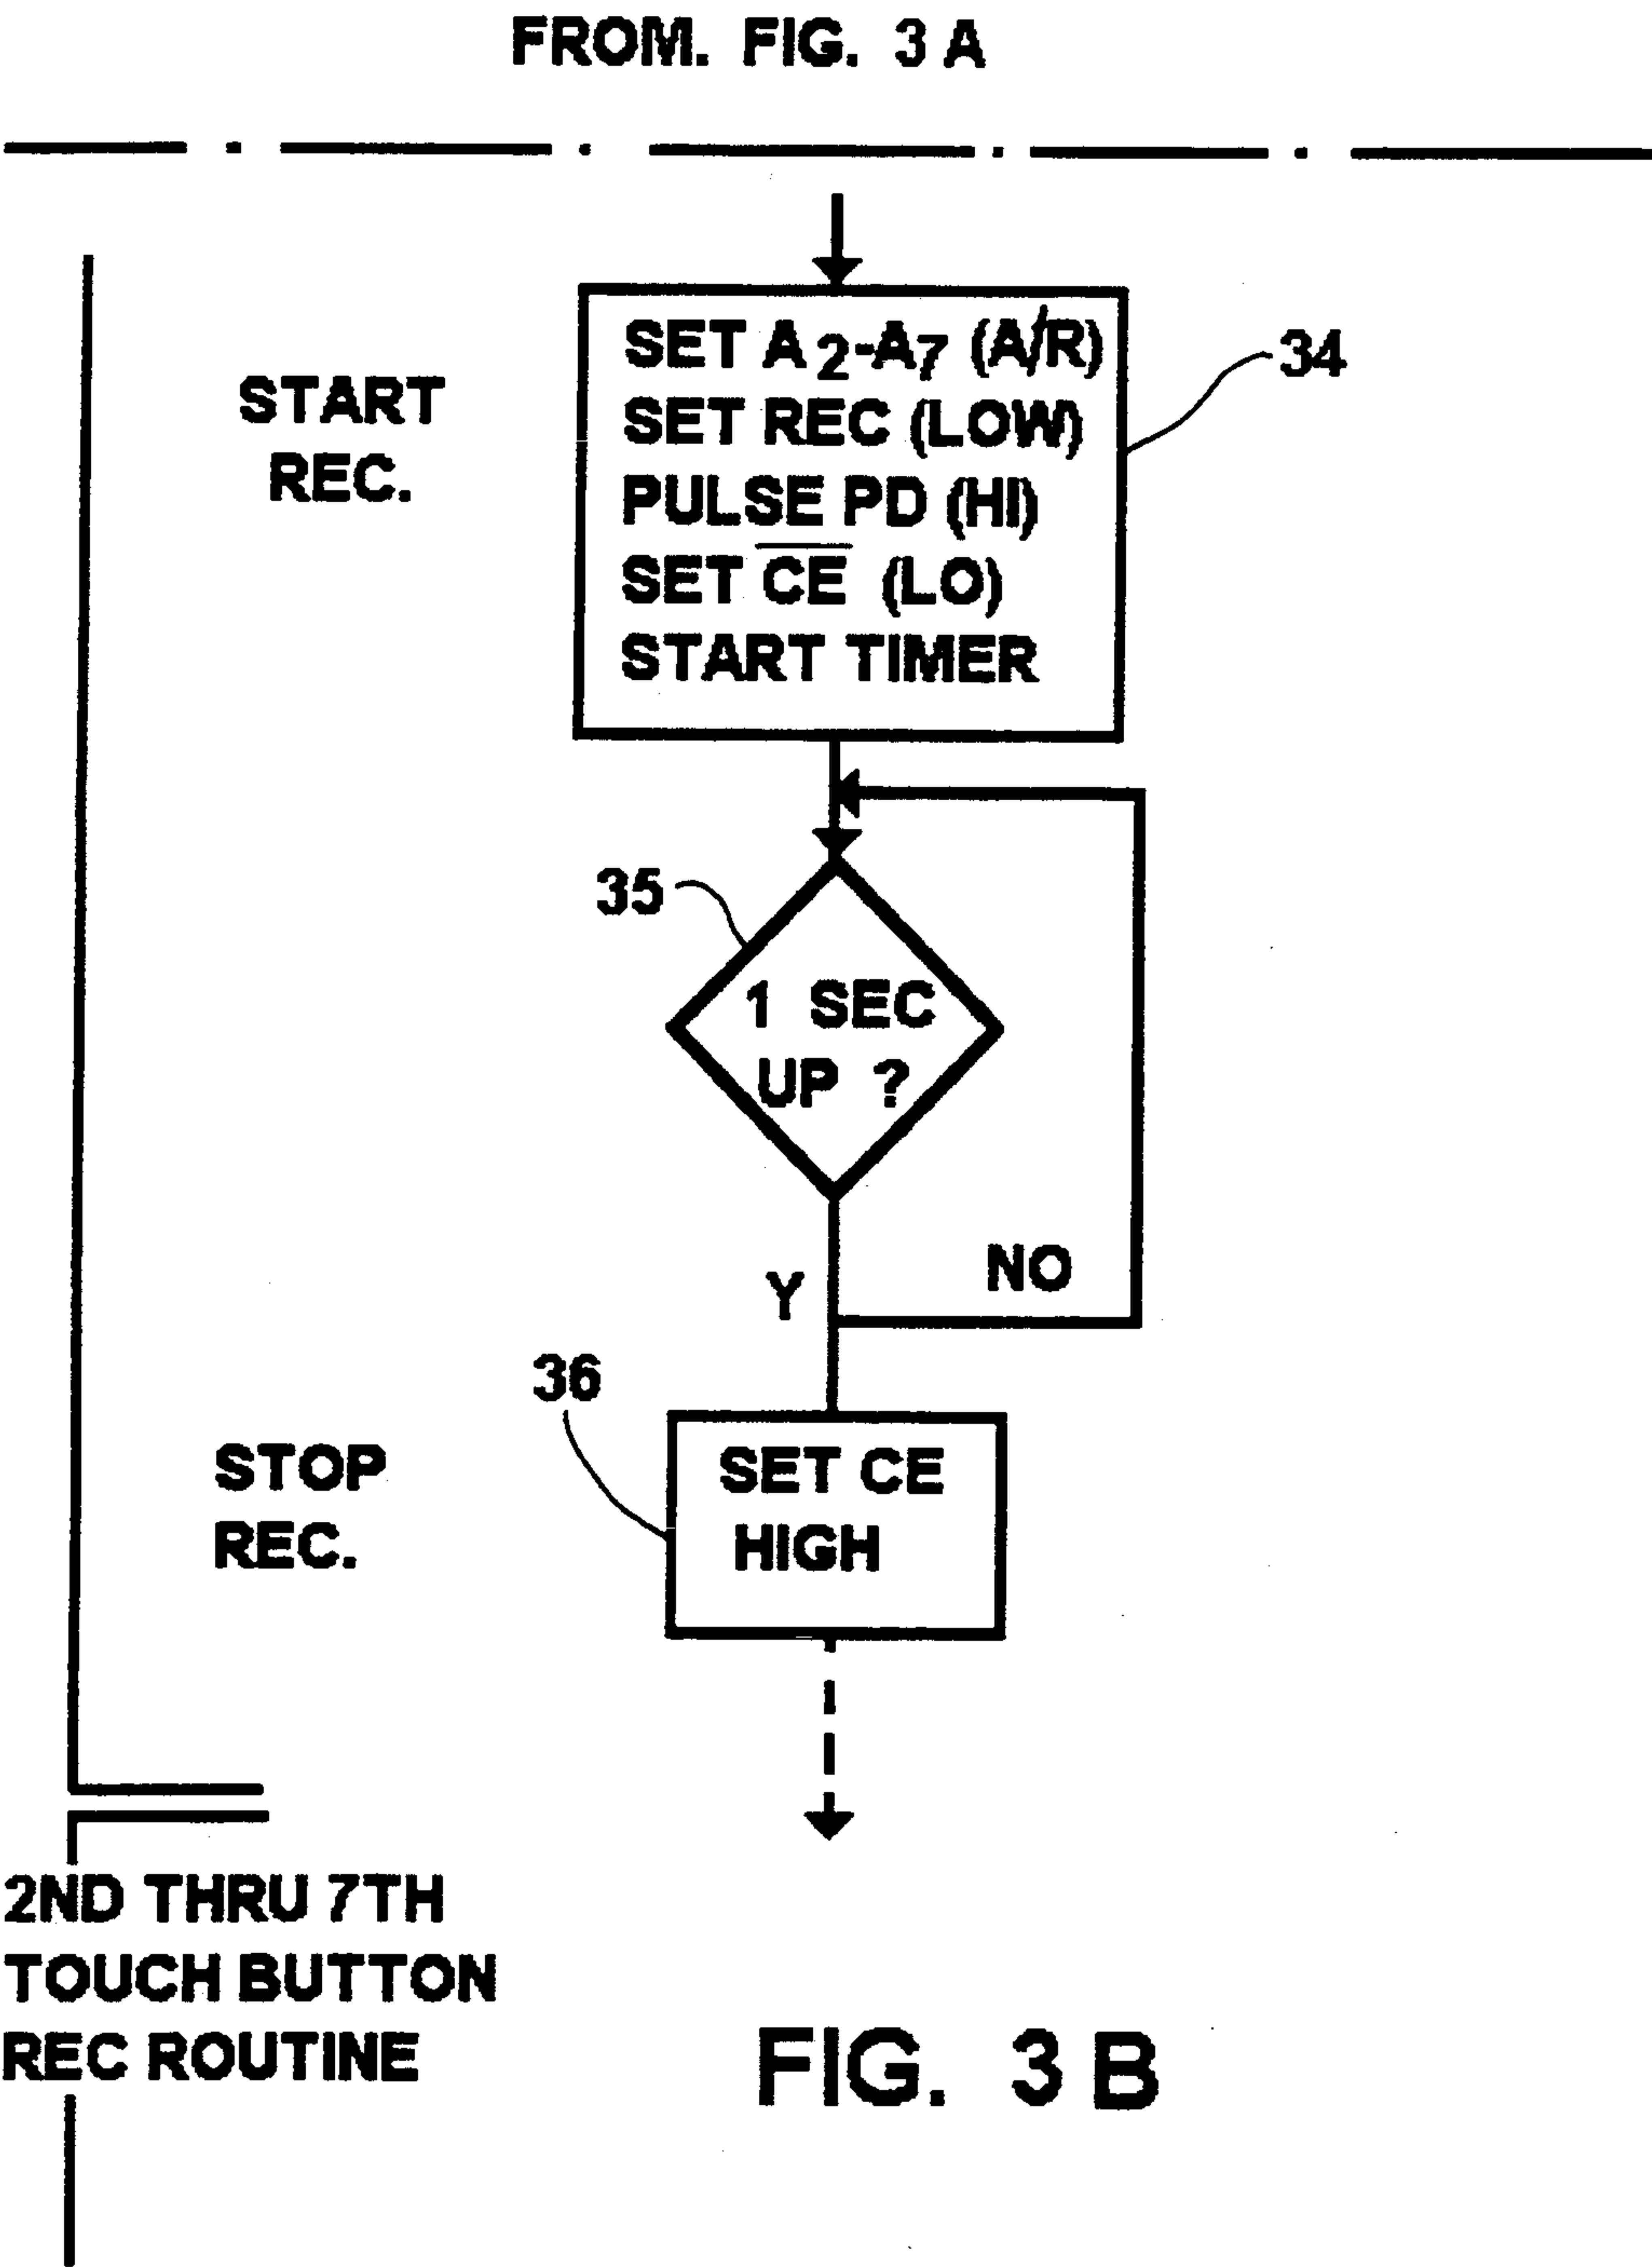 FROM. FIG. 3 A
START
REC.
SET A2-A7 (A/R)
SET REC (LOW)
PULSE PD (HI)
SET C̅E̅ (LO)
START TIMER
34
35
1 SEC
UP ?
NO
Y
36
STOP
REC.
SET CE
HIGH
2ND THRU 7TH
TOUCH BUTTON
REC ROUTINE
FIG. 3 B